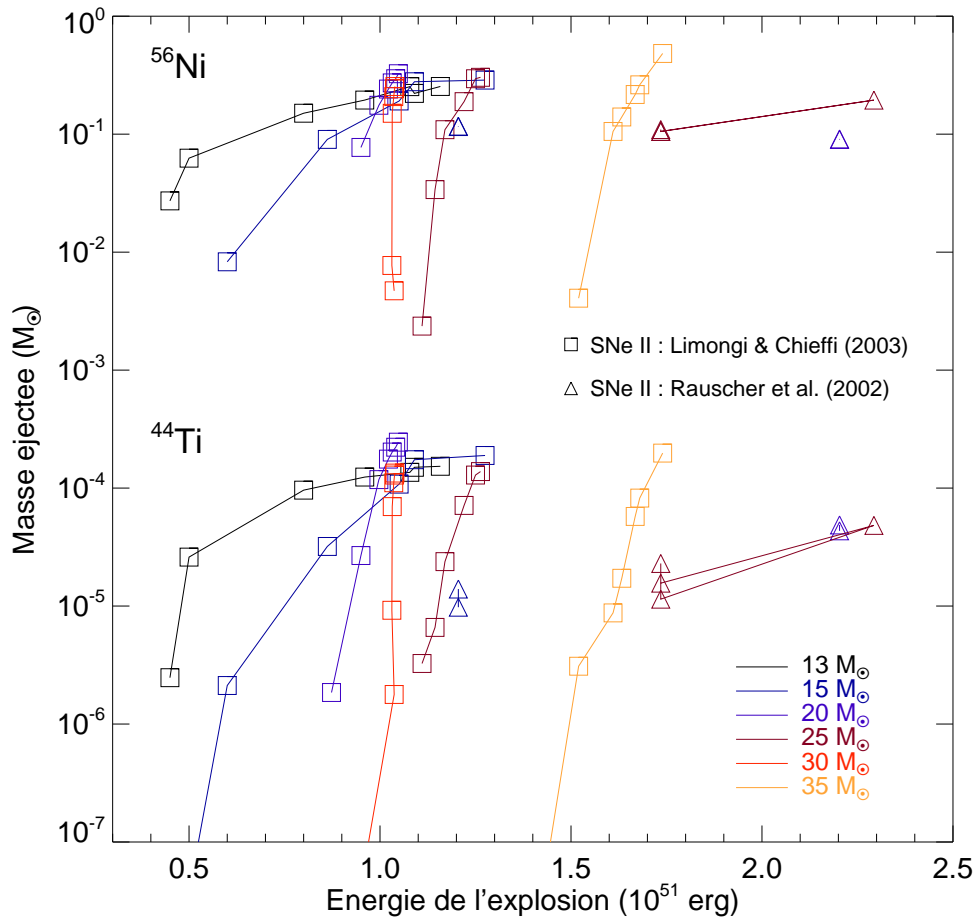 10⁰
⁵⁶Ni
10⁻¹
10⁻²
SNe II : Limongi & Chieffi (2003)
10⁻³
SNe II : Rauscher et al. (2002)
⁴⁴Ti
10⁻⁴
10⁻⁵
13 M☉
15 M☉
20 M☉
10⁻⁶
25 M☉
30 M☉
35 M☉
10⁻⁷
0.5 1.0 1.5 2.0 2.5
Energie de l'explosion (10⁵¹ erg)
Masse ejectee (M☉)